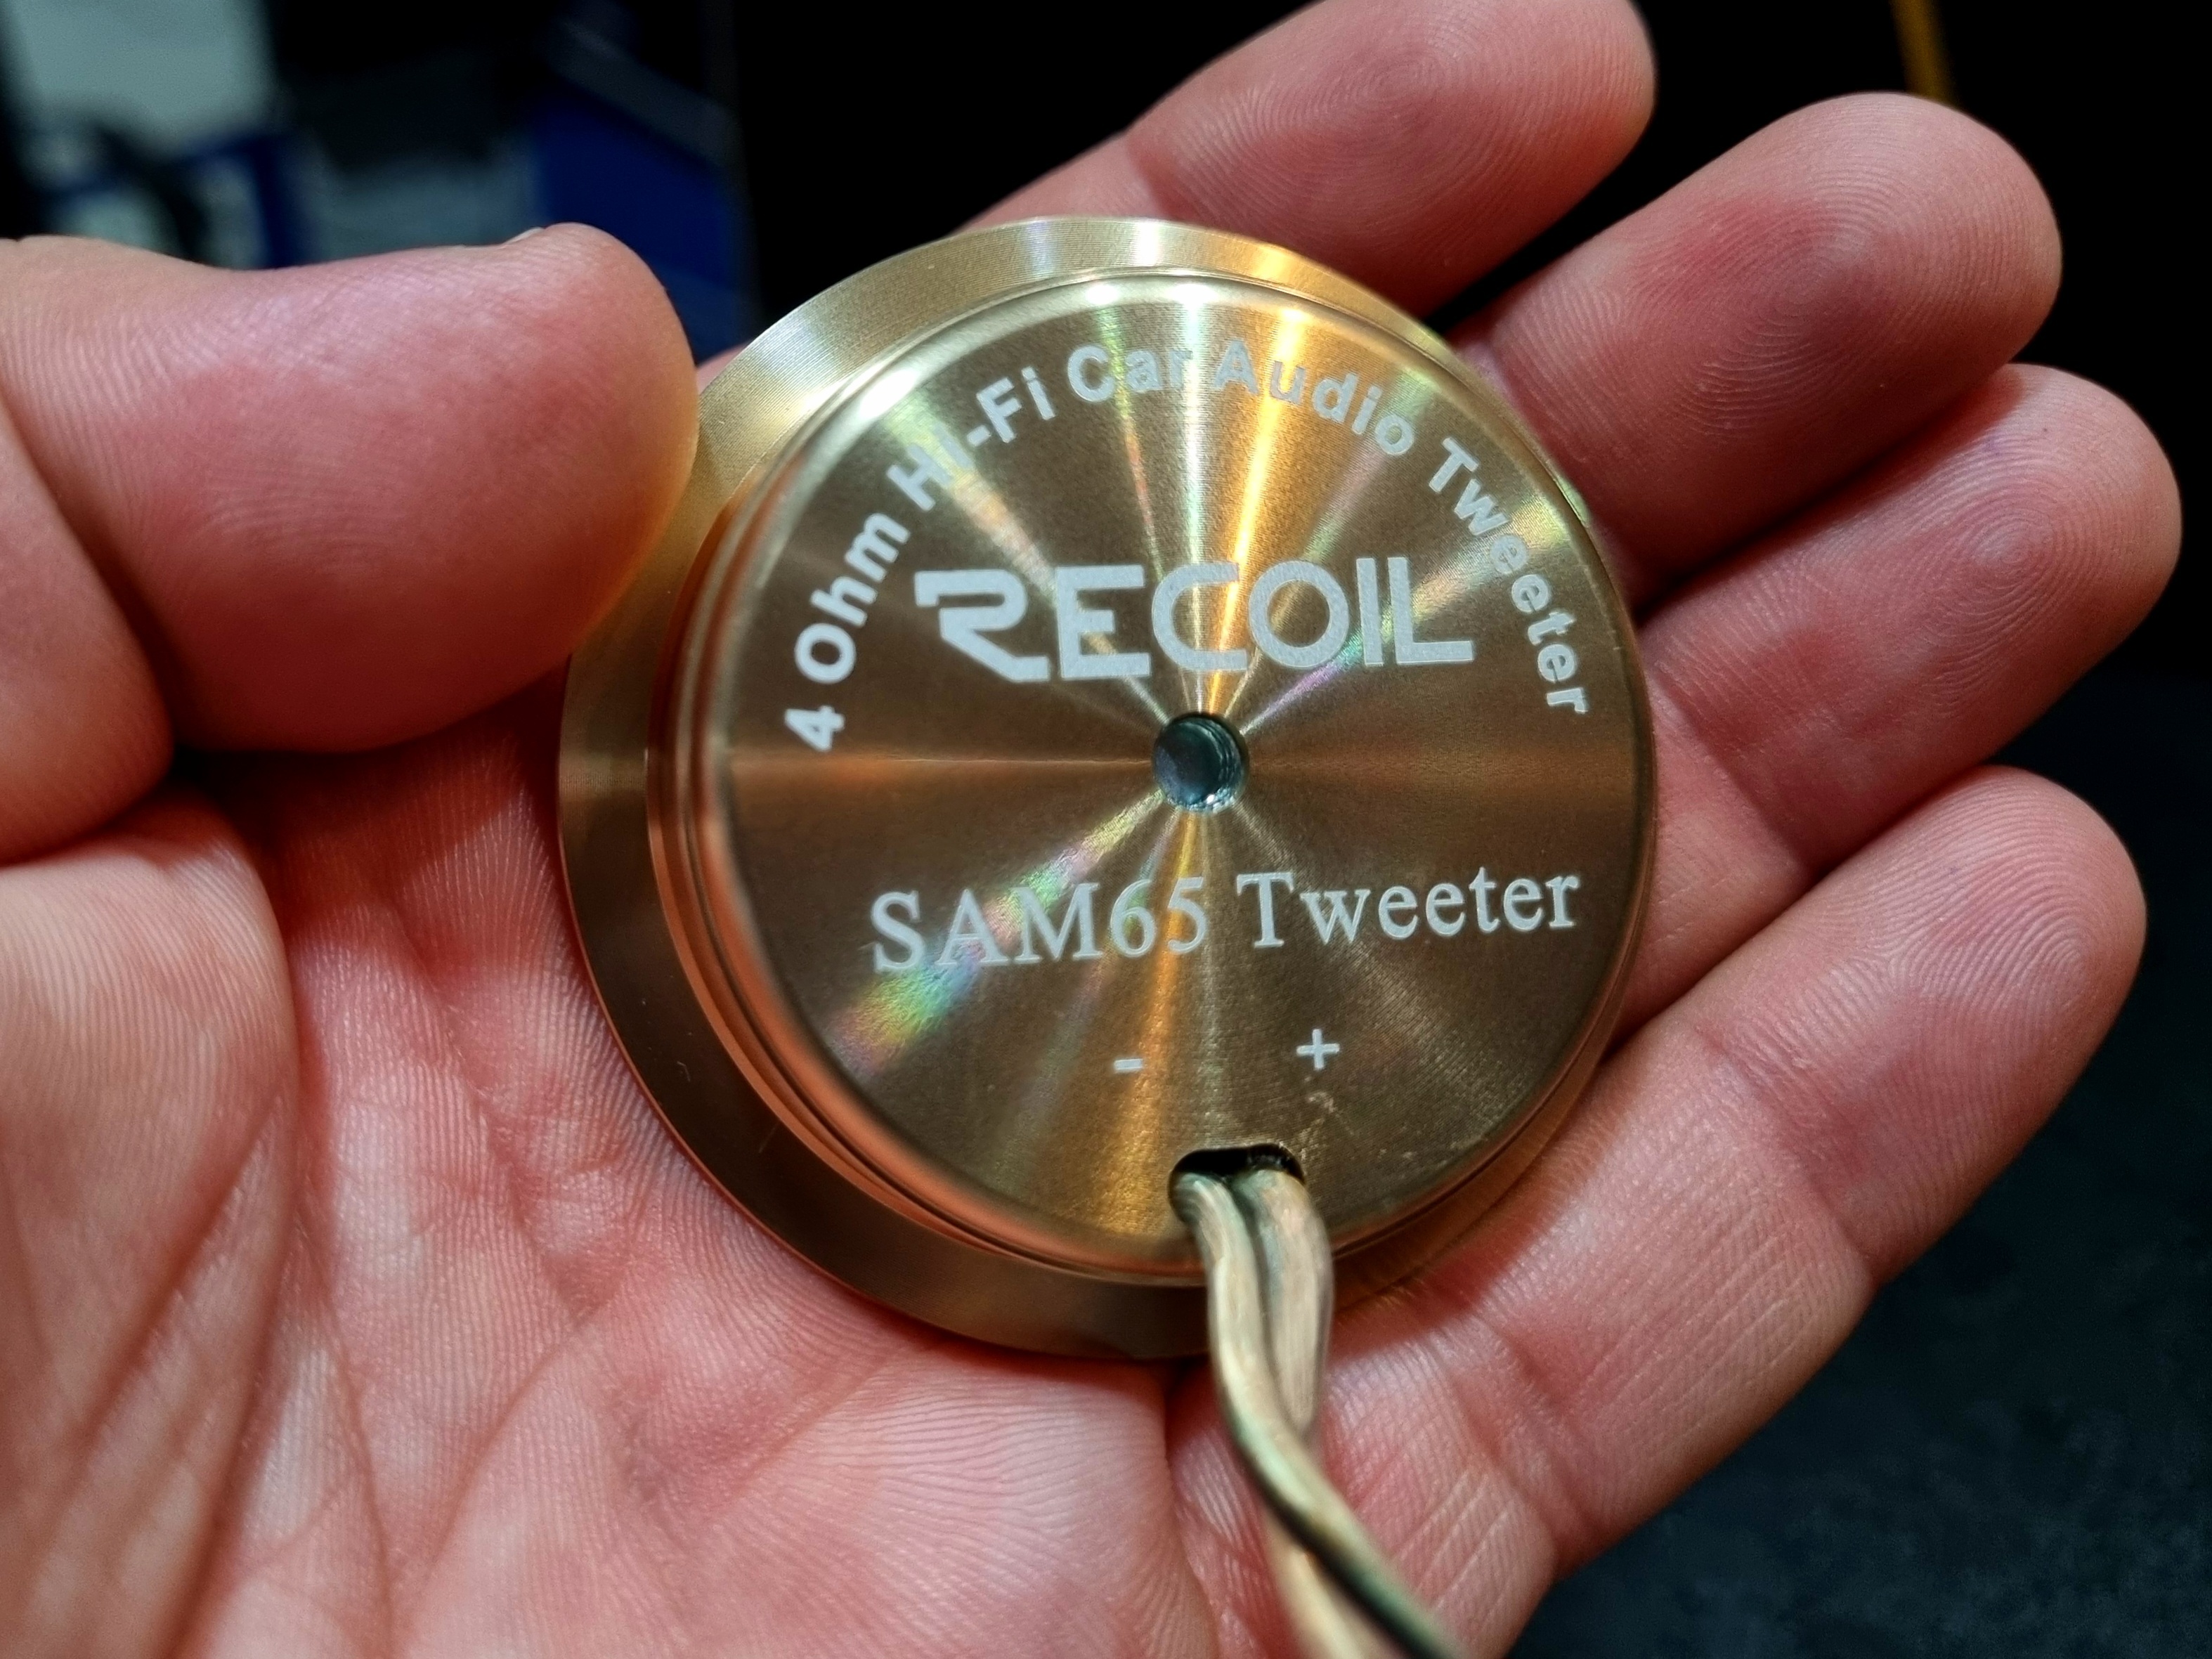 4 Ohm Hi-Fi Car Audio Tweeter
RECOIL
SAM65 Tweeter
- +